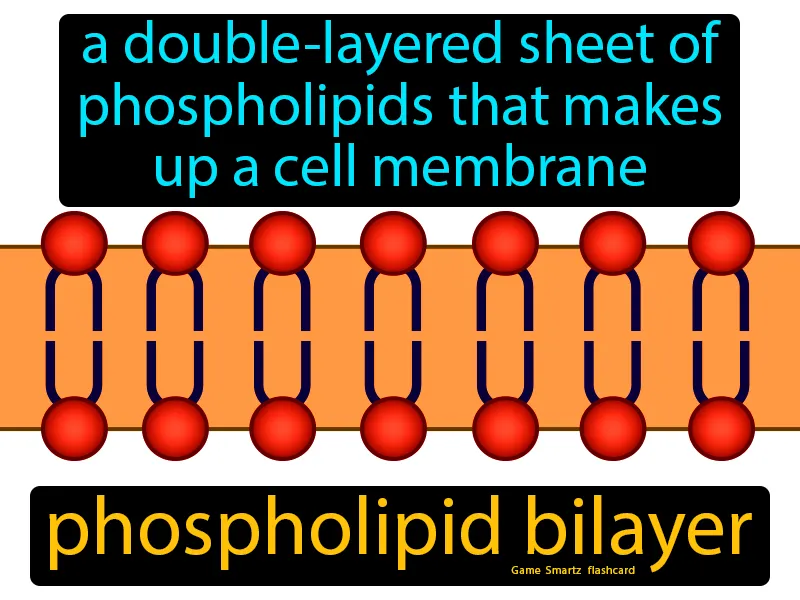 a double-layered sheet of
phospholipids that makes
up a cell membrane
phospholipid bilayer
Game Smartz flashcard